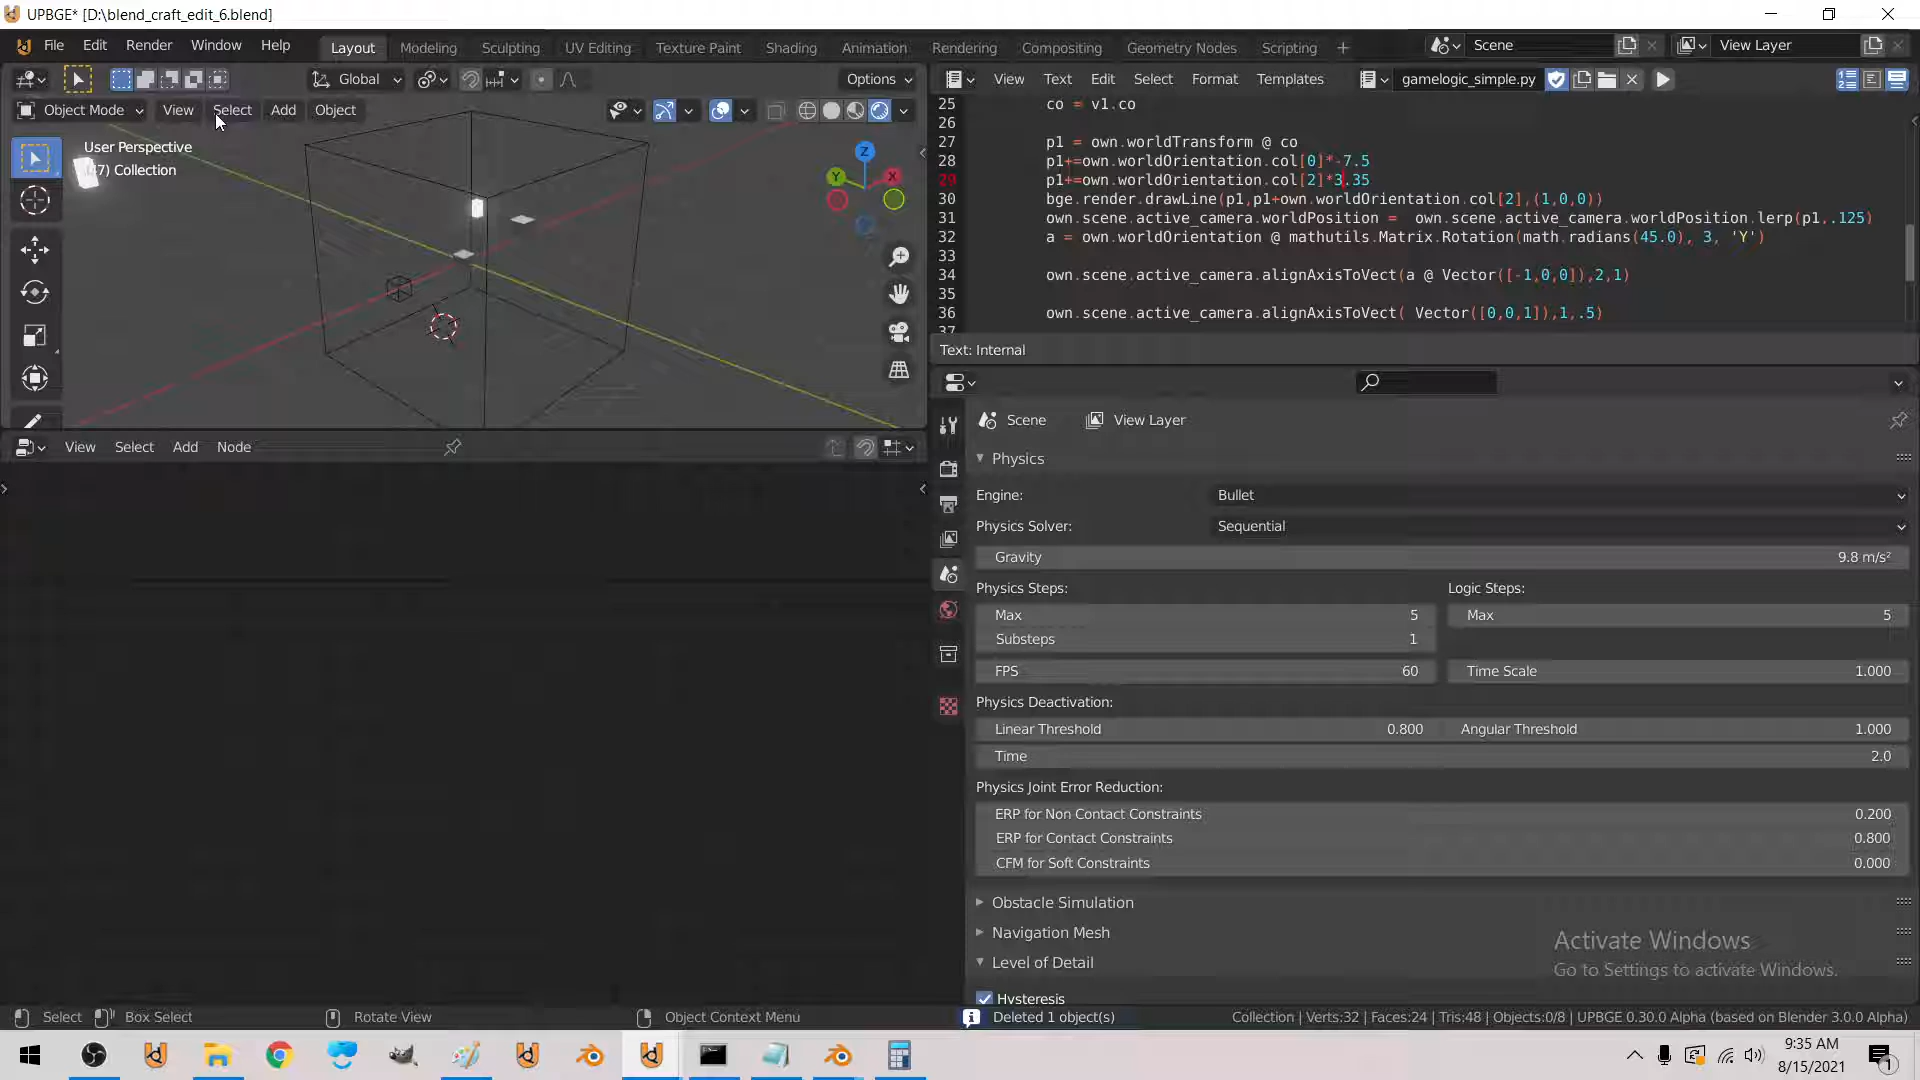 UPBGE* [D:\blend_craft_edit_6.blend]
File Edit Render Window Help
Layout Modeling Sculpting UV Editing Texture Paint Shading Animation Rendering Compositing Geometry Nodes Scripting +
Scene
View Layer
Global
Options
Object Mode View Select Add Object
User Perspective
7) Collection
Z
Y
X
View Text Edit Select Format Templates
gamelogic_simple.py
25 co = v1.co
26
27 p1 = own.worldTransform @ co
28 p1+=own.worldOrientation.col[0]*-7.5
29 p1+=own.worldOrientation.col[2]*3.35
30 bge.render.drawLine(p1,p1+own.worldOrientation.col[2],(1,0,0))
31 own.scene.active_camera.worldPosition =  own.scene.active_camera.worldPosition.lerp(p1,.125)
32 a = own.worldOrientation @ mathutils.Matrix.Rotation(math.radians(45.0), 3, 'Y')
33
34 own.scene.active_camera.alignAxisToVect(a @ Vector([-1,0,0]),2,1)
35
36 own.scene.active_camera.alignAxisToVect( Vector([0,0,1]),1,.5)
37
Text: Internal
View Select Add Node
Scene View Layer
Physics
Engine: Bullet
Physics Solver: Sequential
Gravity 9.8 m/s²
Physics Steps: Logic Steps:
Max 5 Max 5
Substeps 1
FPS 60 Time Scale 1.000
Physics Deactivation:
Linear Threshold 0.800 Angular Threshold 1.000
Time 2.0
Physics Joint Error Reduction:
ERP for Non Contact Constraints 0.200
ERP for Contact Constraints 0.800
CFM for Soft Constraints 0.000
Obstacle Simulation
Navigation Mesh
Level of Detail
Hysteresis
Activate Windows
Go to Settings to activate Windows.
Select Box Select Rotate View Object Context Menu Deleted 1 object(s) Collection | Verts:32 | Faces:24 | Tris:48 | Objects:0/8 | UPBGE 0.30.0 Alpha (based on Blender 3.0.0 Alpha)
9:35 AM
8/15/2021
1